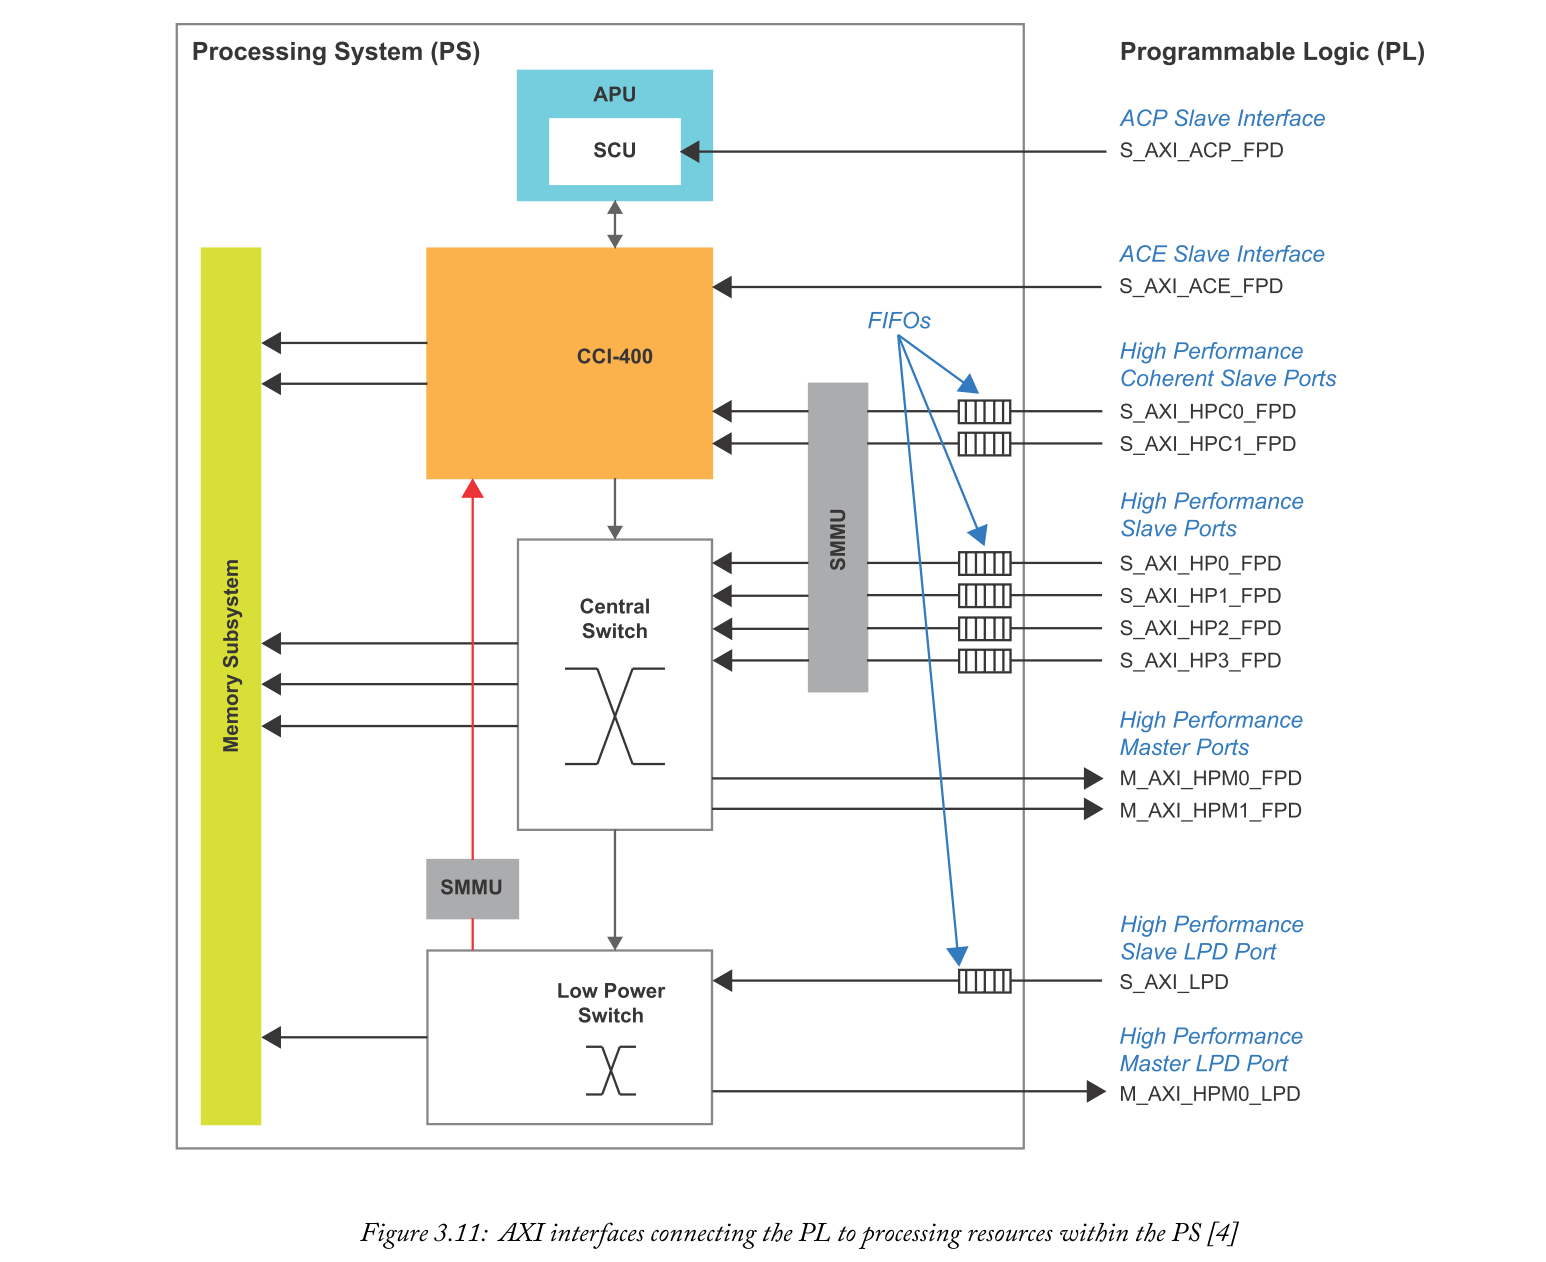 Processing System (PS)
Programmable Logic (PL)
APU
SCU
ACP Slave Interface
S_AXI_ACP_FPD
ACE Slave Interface
S_AXI_ACE_FPD
FIFOs
CCI-400
High Performance
Coherent Slave Ports
S_AXI_HPC0_FPD
S_AXI_HPC1_FPD
High Performance
Slave Ports
SMMU
S_AXI_HP0_FPD
S_AXI_HP1_FPD
S_AXI_HP2_FPD
S_AXI_HP3_FPD
Central
Switch
Memory Subsystem
High Performance
Master Ports
M_AXI_HPM0_FPD
M_AXI_HPM1_FPD
SMMU
High Performance
Slave LPD Port
S_AXI_LPD
Low Power
Switch
High Performance
Master LPD Port
M_AXI_HPM0_LPD
Figure 3.11: AXI interfaces connecting the PL to processing resources within the PS [4]